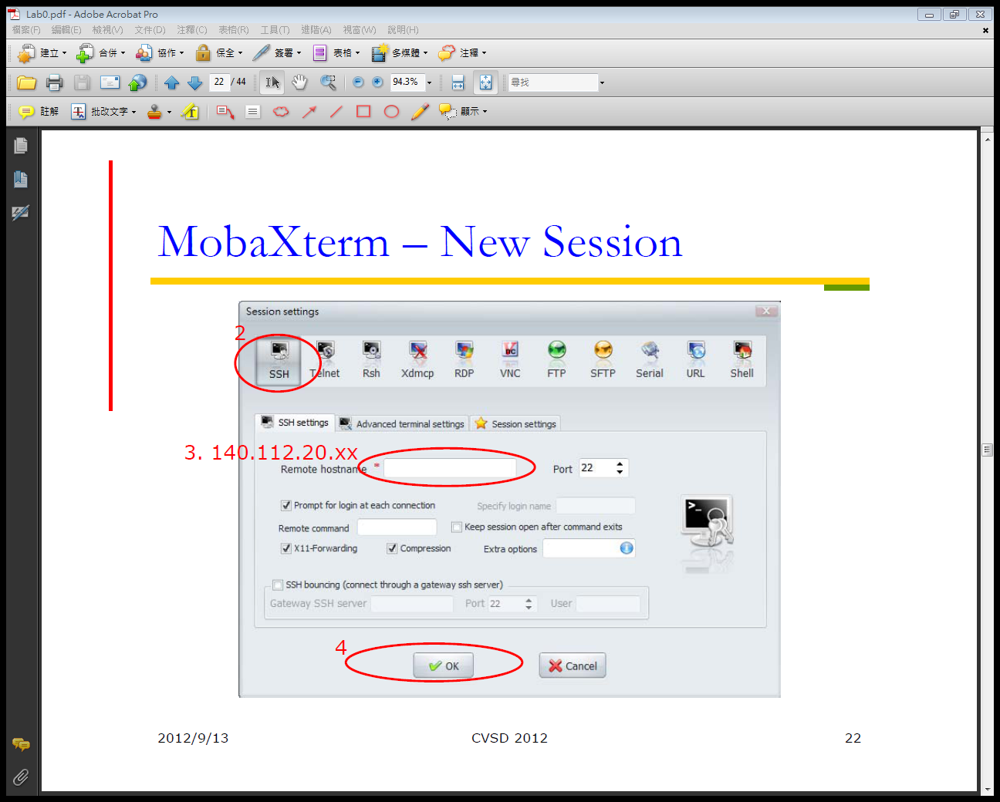 Lab0.pdf - Adobe Acrobat Pro
檔案(F) 編輯(E) 檢視(V) 文件(D) 注釋(C) 表格(R) 工具(T) 進階(A) 視窗(W) 說明(H)
建立 合併 協作 保全 簽署 表格 多媒體 注釋
22 / 44 94.3% 尋找
註解 批改文字 顯示
MobaXterm – New Session
Session settings
2
SSH Telnet Rsh Xdmcp RDP VNC FTP SFTP Serial URL Shell
SSH settings Advanced terminal settings Session settings
3. 140.112.20.xx
Remote hostname * Port 22
Prompt for login at each connection Specify login name
Remote command Keep session open after command exits
X11-Forwarding Compression Extra options
SSH bouncing (connect through a gateway ssh server)
Gateway SSH server Port 22 User
4
OK Cancel
2012/9/13 CVSD 2012 22